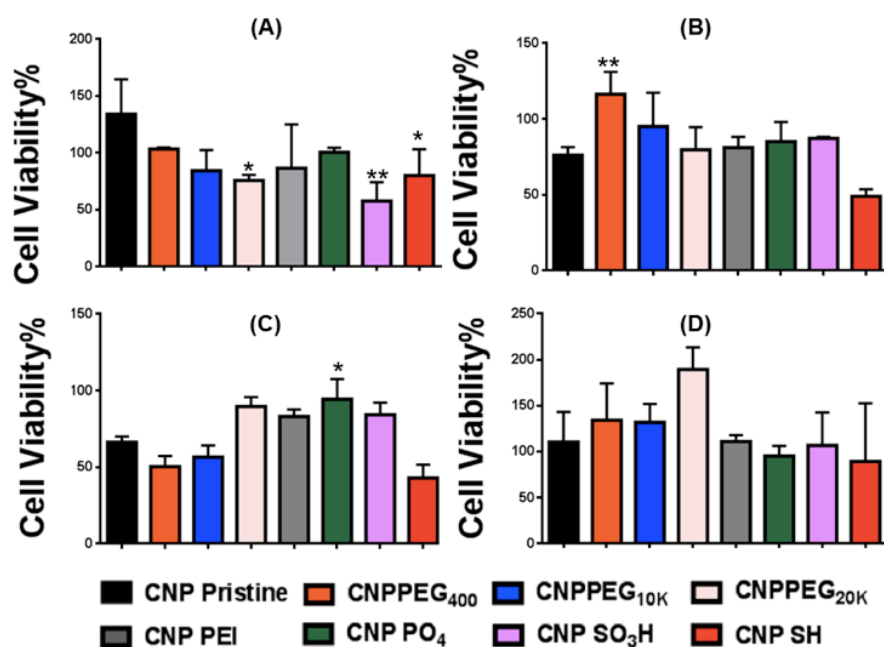 (A)
Cell Viability%
200
150
100
50
0
*
**
*
(B)
Cell Viability%
150
100
50
0
**
(C)
Cell Viability%
150
100
50
0
*
(D)
Cell Viability%
250
200
150
100
50
0
CNP Pristine CNPPEG400 CNPPEG10K CNPPEG20K
CNP PEI CNP PO4 CNP SO3H CNP SH